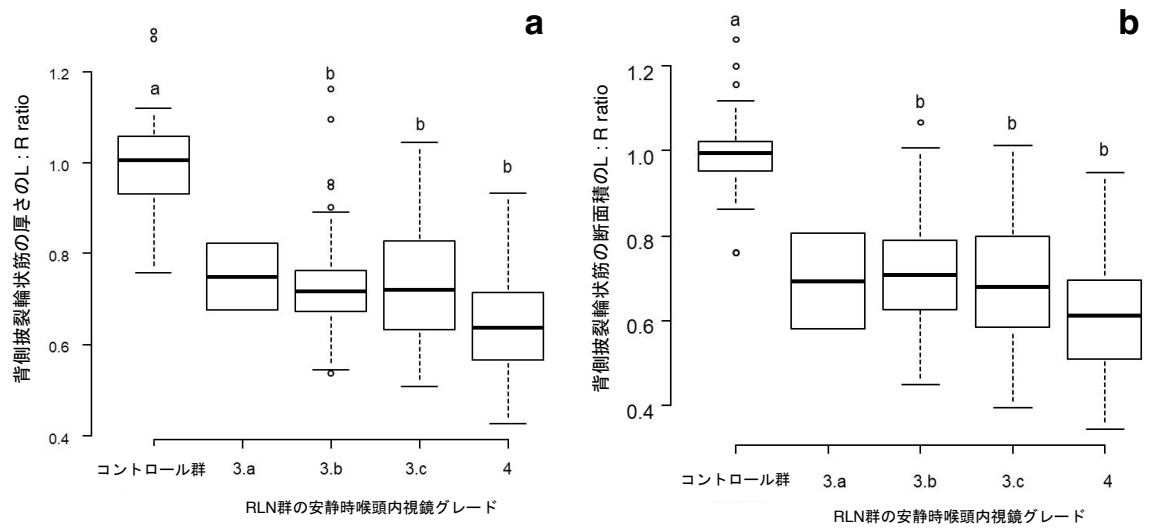 a
背側披裂輪状筋の厚さのL : R ratio
1.2
1.0
0.8
0.6
0.4
a
b
b
b
コントロール群 3.a 3.b 3.c 4
RLN群の安静時喉頭内視鏡グレード
b
背側披裂輪状筋の断面積のL : R ratio
1.2
1.0
0.8
0.6
0.4
a
b
b
b
コントロール群 3.a 3.b 3.c 4
RLN群の安静時喉頭内視鏡グレード